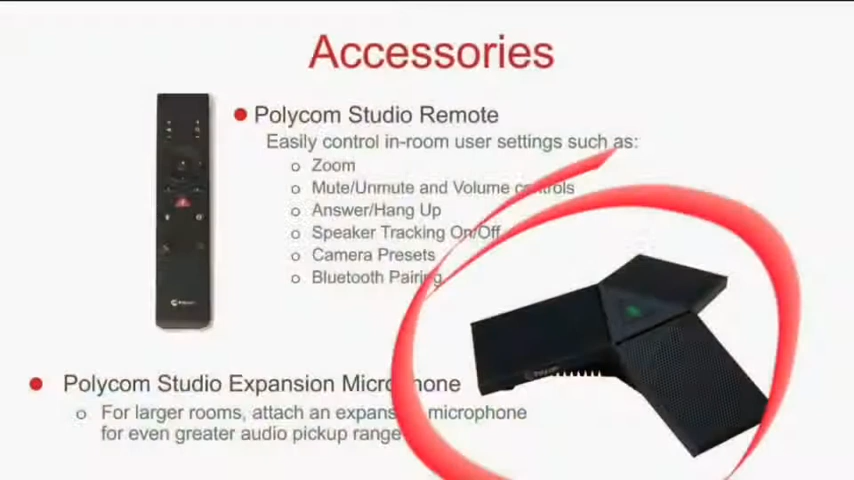 Accessories
Polycom Studio Remote
Easily control in-room user settings such as:
Zoom
Mute/Unmute and Volume controls
Answer/Hang Up
Speaker Tracking On/Off
Camera Presets
Bluetooth Pairing
Polycom Studio Expansion Microphone
For larger rooms, attach an expansion microphone
for even greater audio pickup range